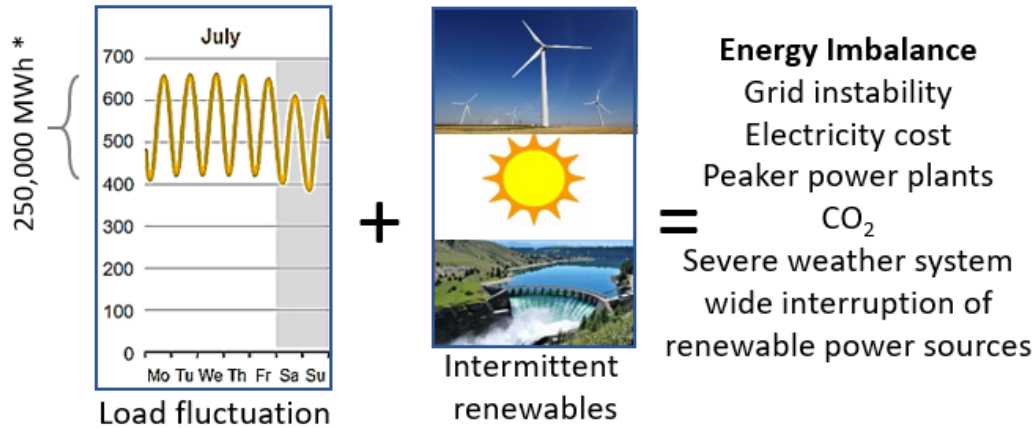 250,000 MWh *
July
700
600
500
400
300
200
100
0
Mo Tu We Th Fr Sa Su
Load fluctuation
+
Intermittent
renewables
=
Energy Imbalance
Grid instability
Electricity cost
Peaker power plants
CO₂
Severe weather system
wide interruption of
renewable power sources